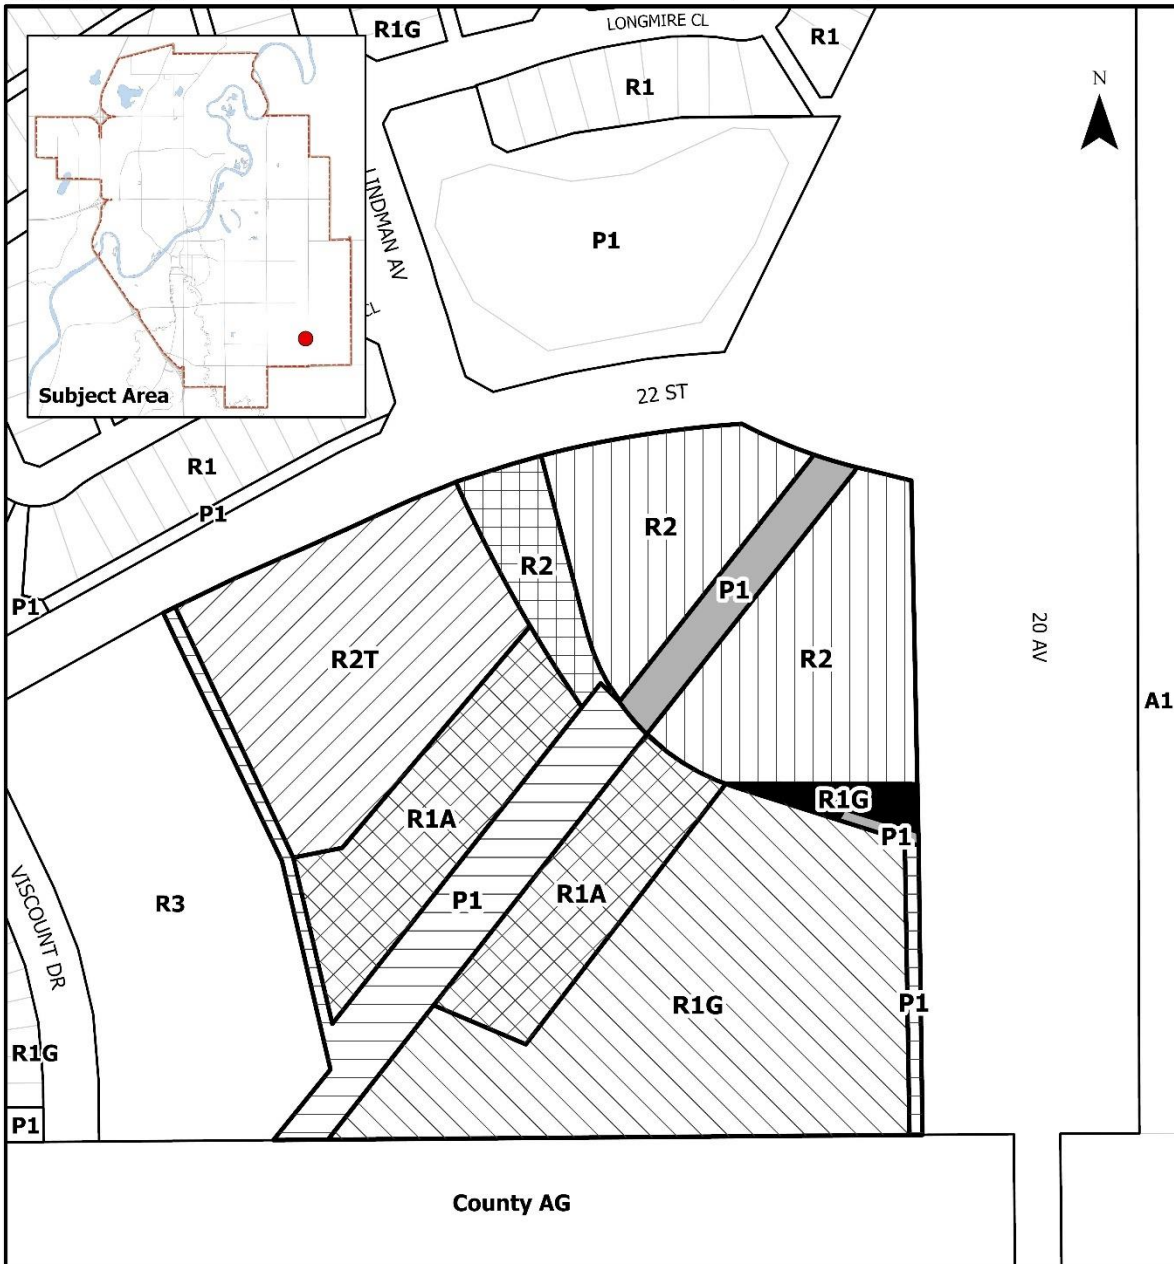 LONGMIRE CL
R1G
R1
R1
N
LINDMAN AV
P1
CL
Subject Area
22 ST
R1
P1
R2
R2
P1
P1
R2T
R2
20 AV
A1
R1G
R1A
P1
R1A
P1
R3
VISCOUNT DR
R1G
P1
R1G
P1
County AG